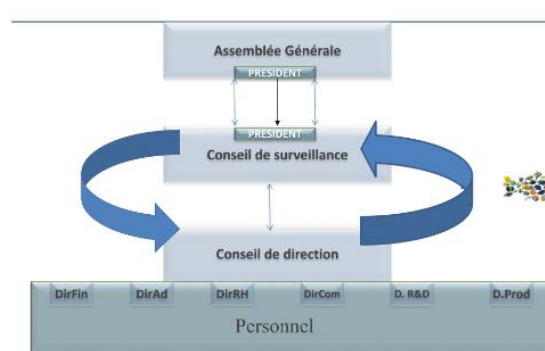 Assemblée Générale
PRESIDENT
PRESIDENT
Conseil de surveillance
Conseil de direction
DirFin DirAd DirRH DirCom D. R&D D.Prod
Personnel